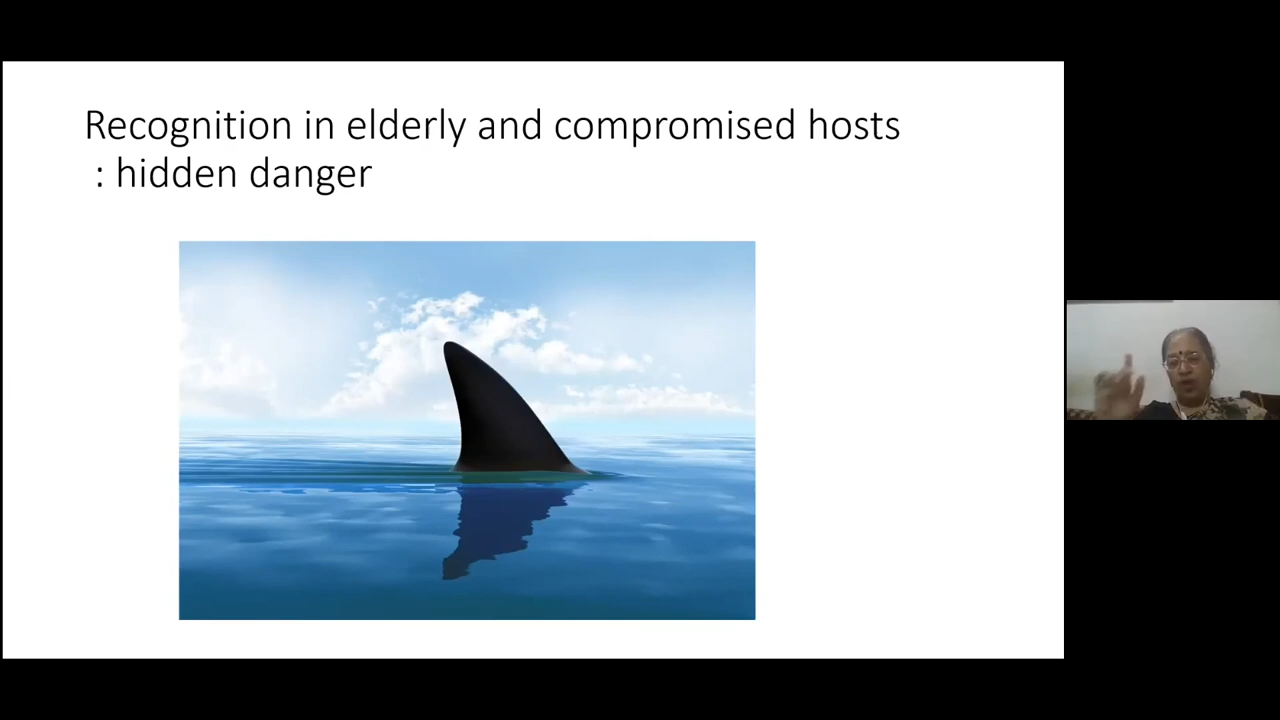 Recognition in elderly and compromised hosts
: hidden danger